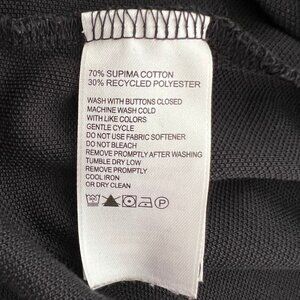 70% SUPIMA COTTON
30% RECYCLED POLYESTER
WASH WITH BUTTONS CLOSED
MACHINE WASH COLD
WITH LIKE COLORS
GENTLE CYCLE
DO NOT USE FABRIC SOFTENER
DO NOT BLEACH
REMOVE PROMPTLY AFTER WASHING
TUMBLE DRY LOW
REMOVE PROMPTLY
COOL IRON
OR DRY CLEAN
P